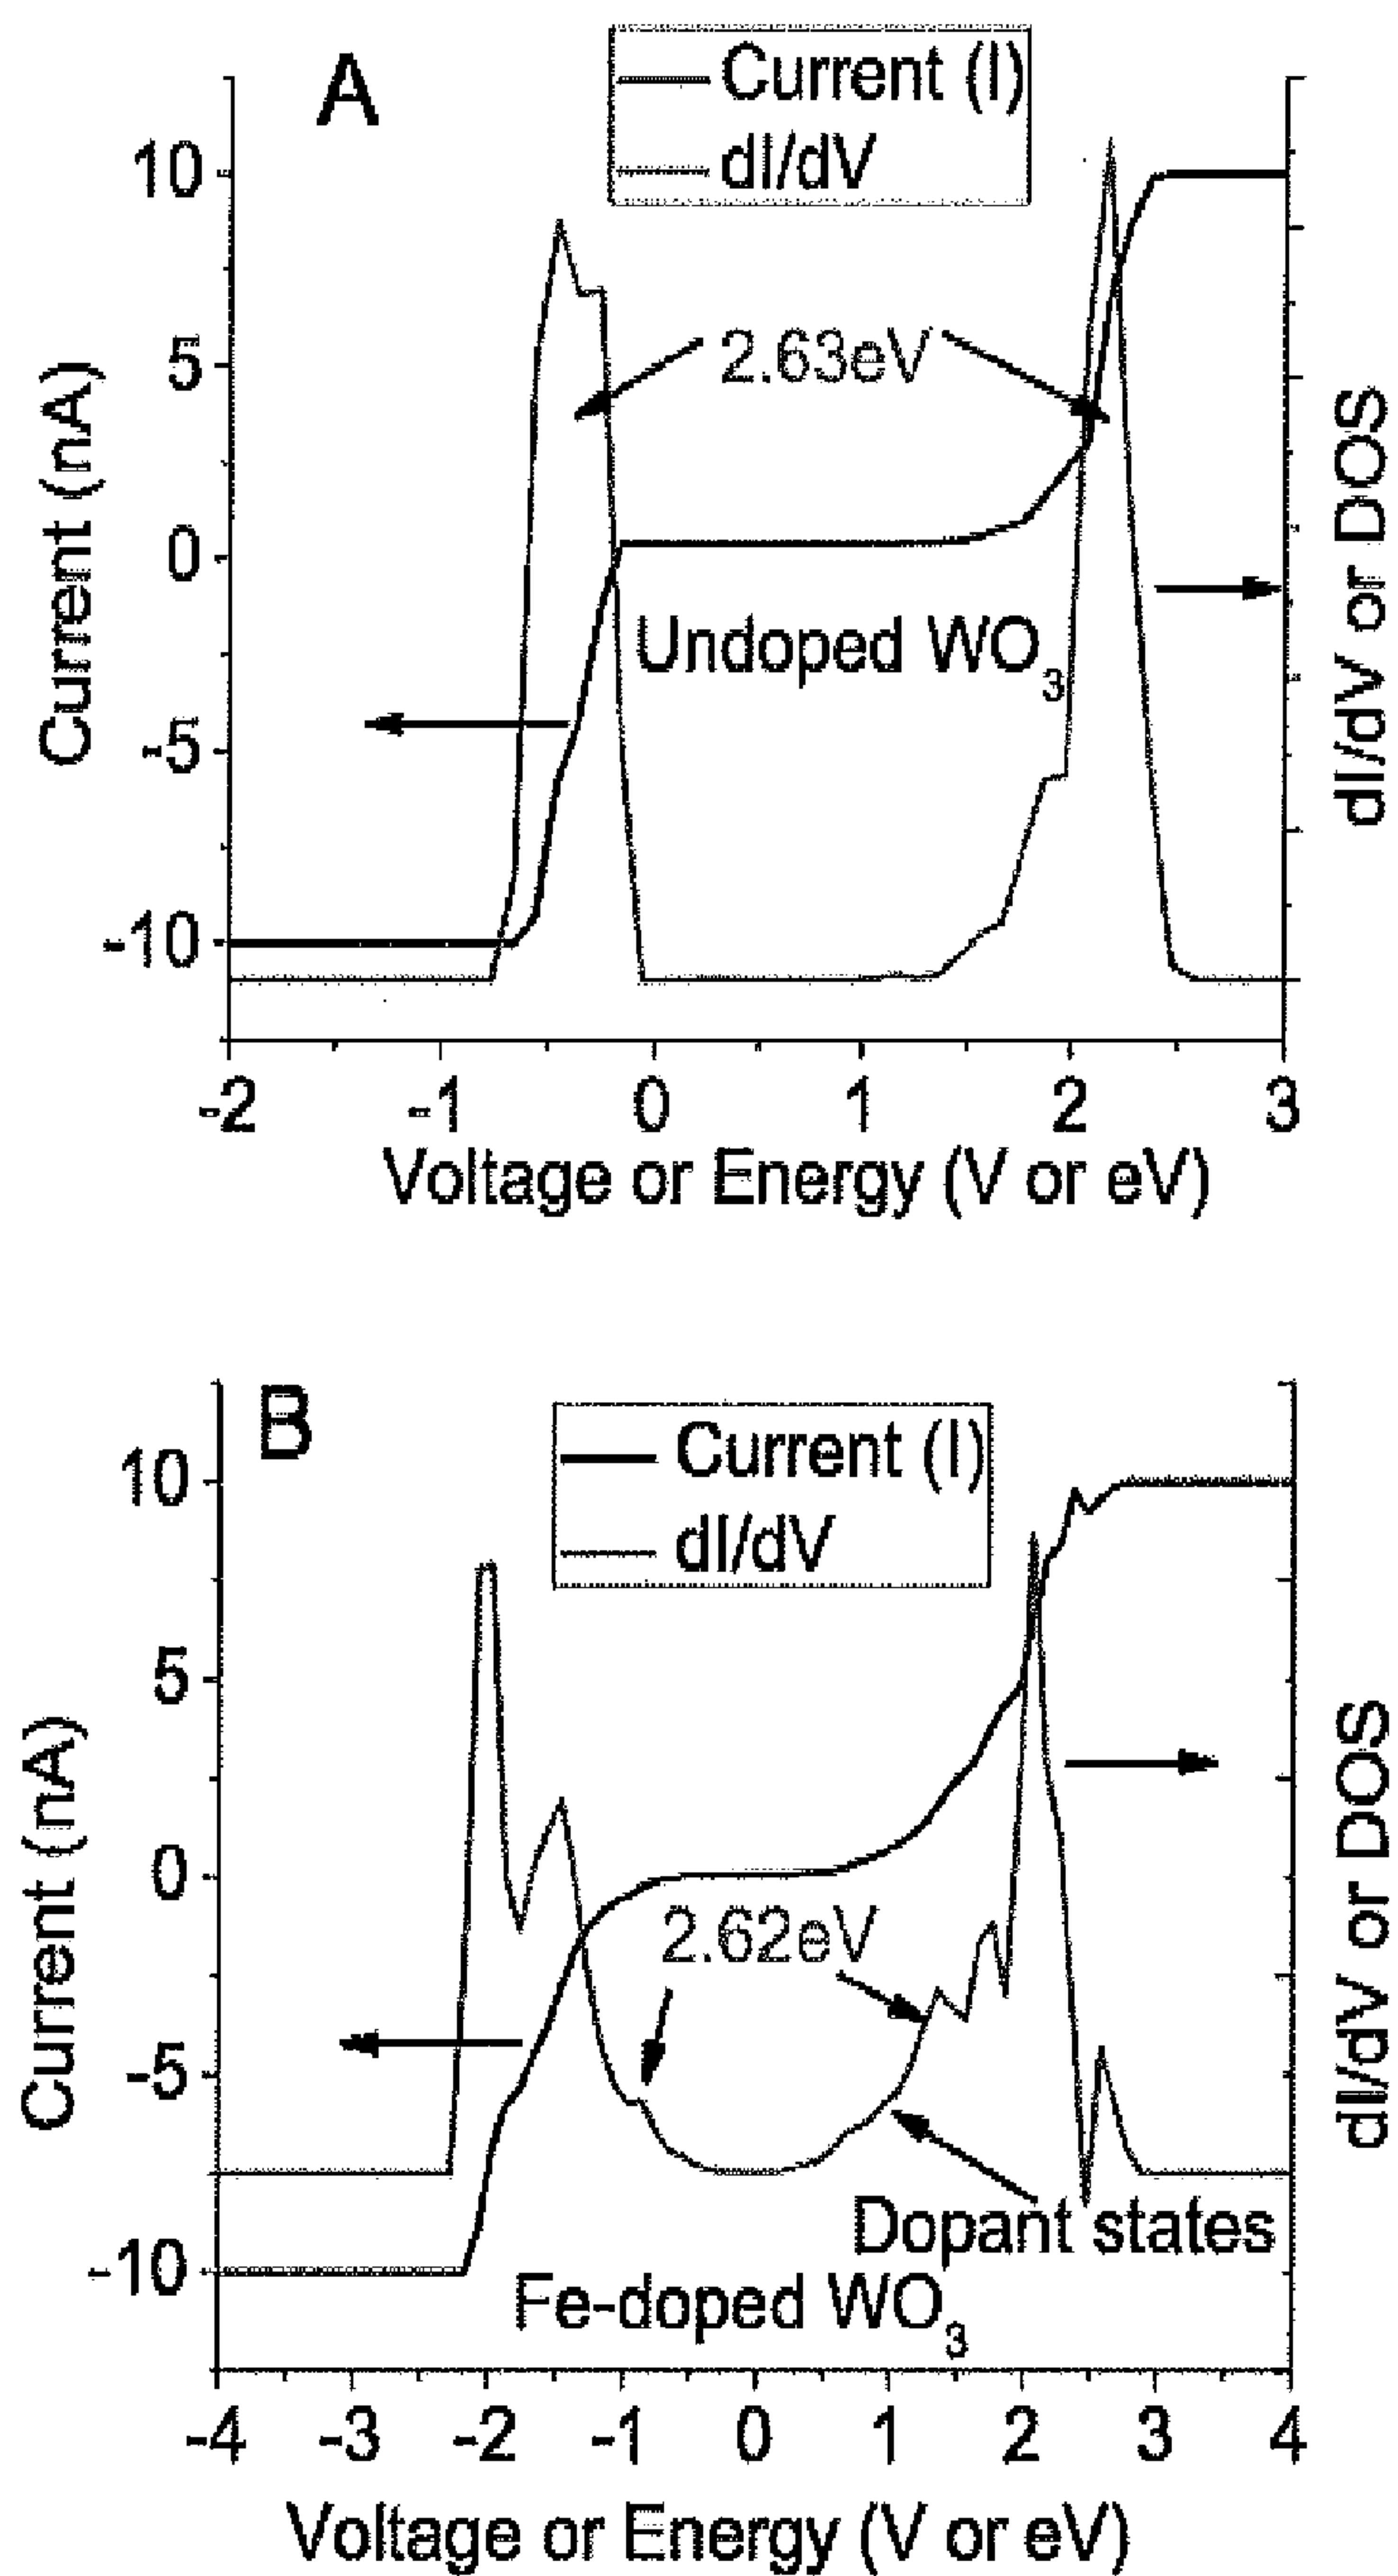 A
Current (I)
dI/dV
10
5
0
-5
-10
Current (nA)
2.63eV
Undoped WO3
dI/dV or DOS
-2 -1 0 1 2 3
Voltage or Energy (V or eV)
B
Current (I)
dI/dV
10
5
0
-5
-10
Current (nA)
2.62eV
Dopant states
Fe-doped WO3
dI/dV or DOS
-4 -3 -2 -1 0 1 2 3 4
Voltage or Energy (V or eV)